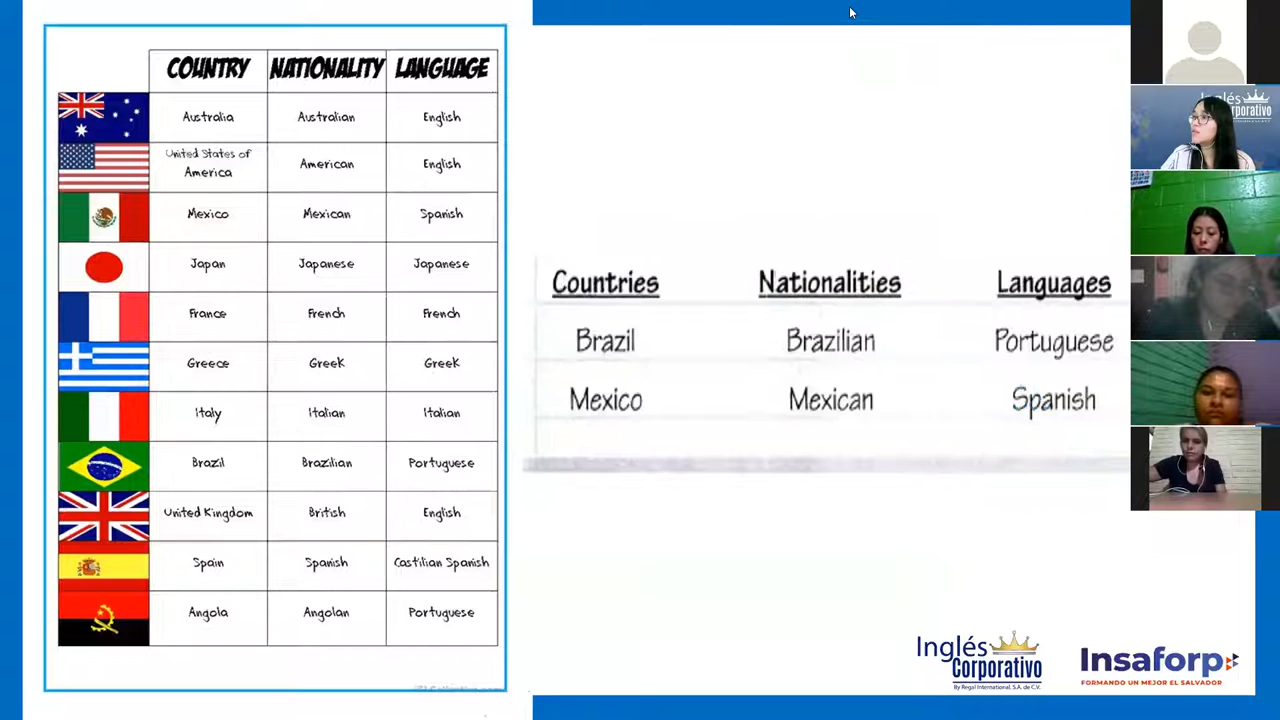 COUNTRY NATIONALITY LANGUAGE
Australia Australian English
United States of America American English
Mexico Mexican Spanish
Japan Japanese Japanese
France French French
Greece Greek Greek
Italy Italian Italian
Brazil Brazilian Portuguese
United Kingdom British English
Spain Spanish Castilian Spanish
Angola Angolan Portuguese
Countries Nationalities Languages
Brazil Brazilian Portuguese
Mexico Mexican Spanish
Inglés
Corporativo
Inglés
Corporativo
By Regal International, S.A. de C.V.
Insaforp
FORMANDO UN MEJOR EL SALVADOR